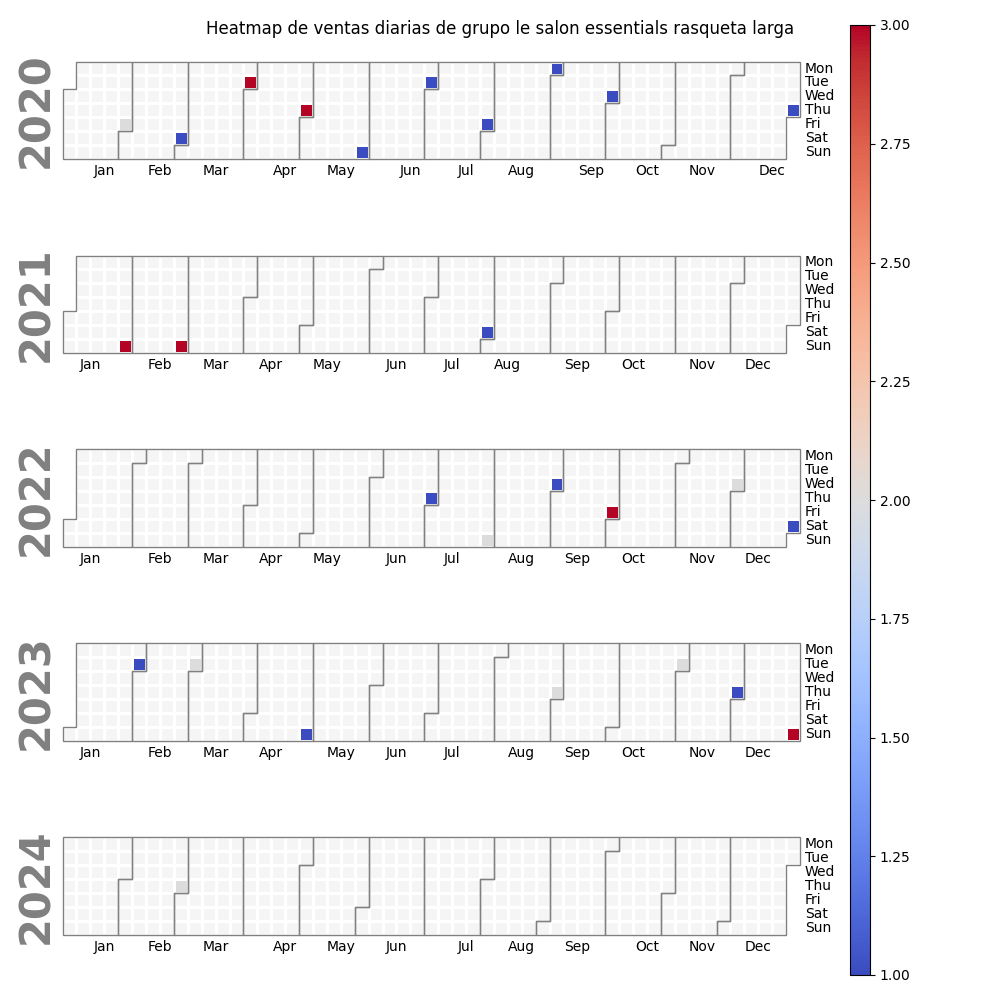 Heatmap de ventas diarias de grupo le salon essentials rasqueta larga
2020
Mon
Tue
Wed
Thu
Fri
Sat
Sun
Jan Feb Mar Apr May Jun Jul Aug Sep Oct Nov Dec
2021
Mon
Tue
Wed
Thu
Fri
Sat
Sun
Jan Feb Mar Apr May Jun Jul Aug Sep Oct Nov Dec
2022
Mon
Tue
Wed
Thu
Fri
Sat
Sun
Jan Feb Mar Apr May Jun Jul Aug Sep Oct Nov Dec
2023
Mon
Tue
Wed
Thu
Fri
Sat
Sun
Jan Feb Mar Apr May Jun Jul Aug Sep Oct Nov Dec
2024
Mon
Tue
Wed
Thu
Fri
Sat
Sun
Jan Feb Mar Apr May Jun Jul Aug Sep Oct Nov Dec
3.00
2.75
2.50
2.25
2.00
1.75
1.50
1.25
1.00